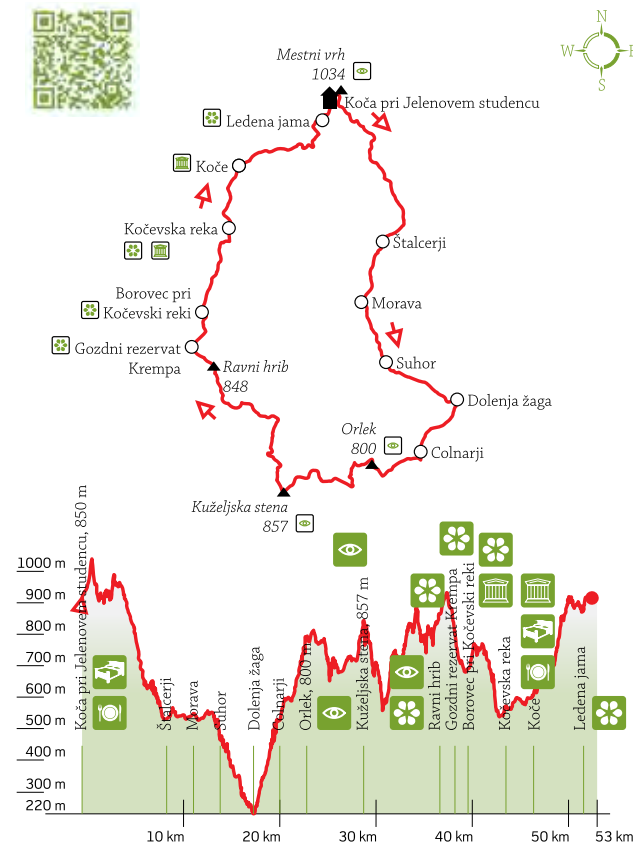 N
W
E
S
Mestni vrh
1034
Koča pri Jelenovem studencu
Ledena jama
Koče
Kočevska reka
Štalcerji
Borovec pri
Kočevski reki
Morava
Gozdni rezervat
Krempa
Ravni hrib
848
Suhor
Dolenja žaga
Orlek
800
Colnarji
Kuželjska stena
857
1000 m
900 m
800 m
700 m
600 m
500 m
400 m
300 m
220 m
Koča pri Jelenovem studencu, 850 m
Štalcerji
Morava
Suhor
Dolenja žaga
Colnarji
Orlek, 800 m
Kuželjska stena, 857 m
Ravni hrib
Gozdni rezervat Krempa
Borovec Pri Kočevski reki
Kočevska reka
Koče
Ledena jama
10 km
20 km
30 km
40 km
50 km
53 km